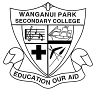 WANGANUI PARK
SECONDARY COLLEGE
EDUCATION OUR AID